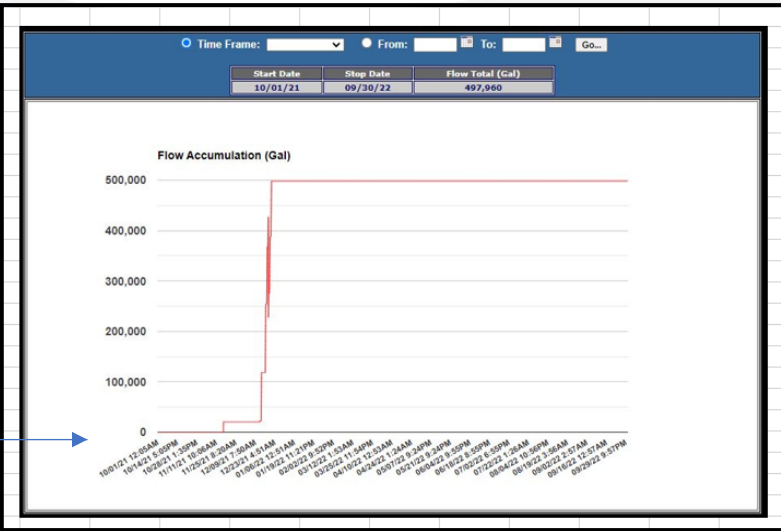 Time Frame: From: To: Go...
Start Date Stop Date Flow Total (Gal)
10/01/21 09/30/22 497,960
Flow Accumulation (Gal)
500,000
400,000
300,000
200,000
100,000
0
10/01/21 12:05AM
10/14/21 5:05PM
10/28/21 1:35PM
11/11/21 10:06AM
11/25/21 8:20AM
12/09/21 7:50AM
12/23/21 4:51AM
01/06/22 12:51AM
01/19/22 11:21PM
02/02/22 9:52PM
03/12/22 1:53AM
03/25/22 11:54PM
04/10/22 12:53AM
04/24/22 1:24AM
05/07/22 9:24PM
05/21/22 9:24PM
06/04/22 9:55PM
06/18/22 8:55PM
07/02/22 6:55PM
07/22/22 1:26AM
08/04/22 10:56PM
08/19/22 3:56AM
09/02/22 2:57AM
09/16/22 12:57AM
09/29/22 9:57PM